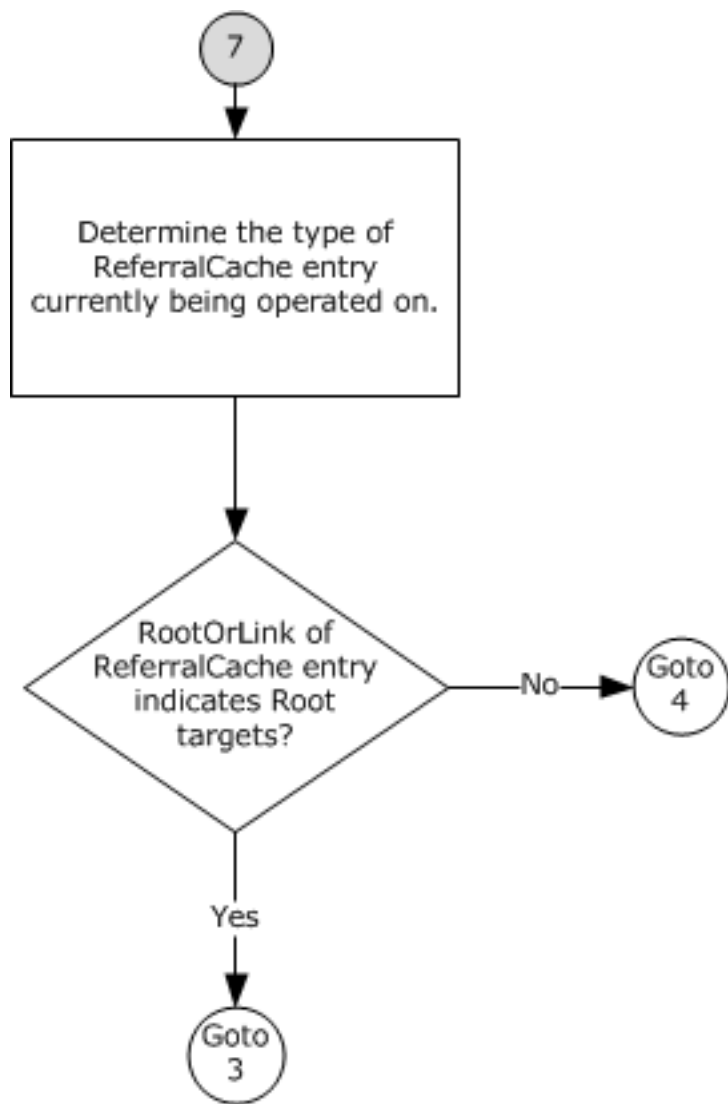 7
Determine the type of
ReferralCache entry
currently being operated on.
RootOrLink of
ReferralCache entry
indicates Root
targets?
No
Goto
4
Yes
Goto
3